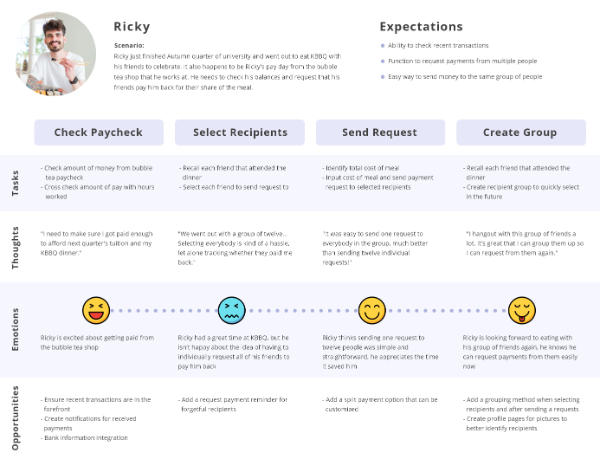 Ricky
Scenario:
Ricky just finished Autumn quarter of university and went out to eat KBBQ with
his friends to celebrate. It also happens to be Ricky's pay day from the bubble
tea shop that he works at. He needs to check his balances and request that his
friends pay him back for their share of the meal.
Expectations
Ability to check recent transactions
Function to request payments from multiple people
Easy way to send money to the same group of people
Check Paycheck
Select Recipients
Send Request
Create Group
Tasks
- Check amount of money from bubble
tea paycheck
- Cross check amount of pay with hours
worked
- Recall each friend that attended the
dinner
- Select each friend to send request to
- Identify total cost of meal
- Input cost of meal and send payment
request to selected recipients
- Recall each friend that attended the
dinner
- Create recipient group to quickly select
in the future
Thoughts
"I need to make sure I got paid enough
to afford next quarter's tuition and my
KBBQ dinner."
"We went out with a group of twelve..
Selecting everybody is kind of a hassle,
let alone tracking whether they paid me
back."
"It was easy to send one request to
everybody in the group, much better
than sending twelve individual
requests!"
"I hangout with this group of friends a
lot. It's great that I can group them up so
I can request from them again."
Emotions
Ricky is excited about getting paid from
the bubble tea shop
Ricky had a great time at KBBQ, but he
isn't happy about the idea of having to
individually request all of his friends to
pay him back
Ricky thinks sending one request to
twelve people was simple and
straightforward, he appreciates the time
it saved him
Ricky is looking forward to eating with
his group of friends again, he knows he
can request payments from them easily
now
Opportunities
- Ensure recent transactions are in the
forefront
- Create notifications for received
payments
- Bank information integration
- Add a request payment reminder for
forgetful recipients
- Add a split payment option that can be
customized
- Add a grouping method when selecting
recipients and after sending a requests
- Create profile pages for pictures to
better identify recipients